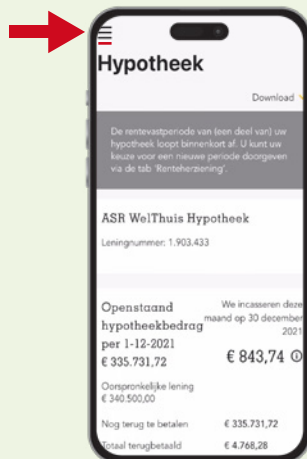 Hypotheek
Download
De rentevastperiode van (een deel van) uw
hypotheek loopt binnenkort af. U kunt uw
keuze voor een nieuwe periode doorgeven
via de tab 'Renteherziening'.
ASR WelThuis Hypotheek
Leningnummer: 1.903.433
Openstaand
hypotheekbedrag
per 1-12-2021
€ 335.731,72
We incasseren deze
maand op 30 december
2021
€ 843,74
Oorspronkelijke lening
€ 340.500,00
Nog terug te betalen € 335.731,72
Totaal terugbetaald € 4.768,28